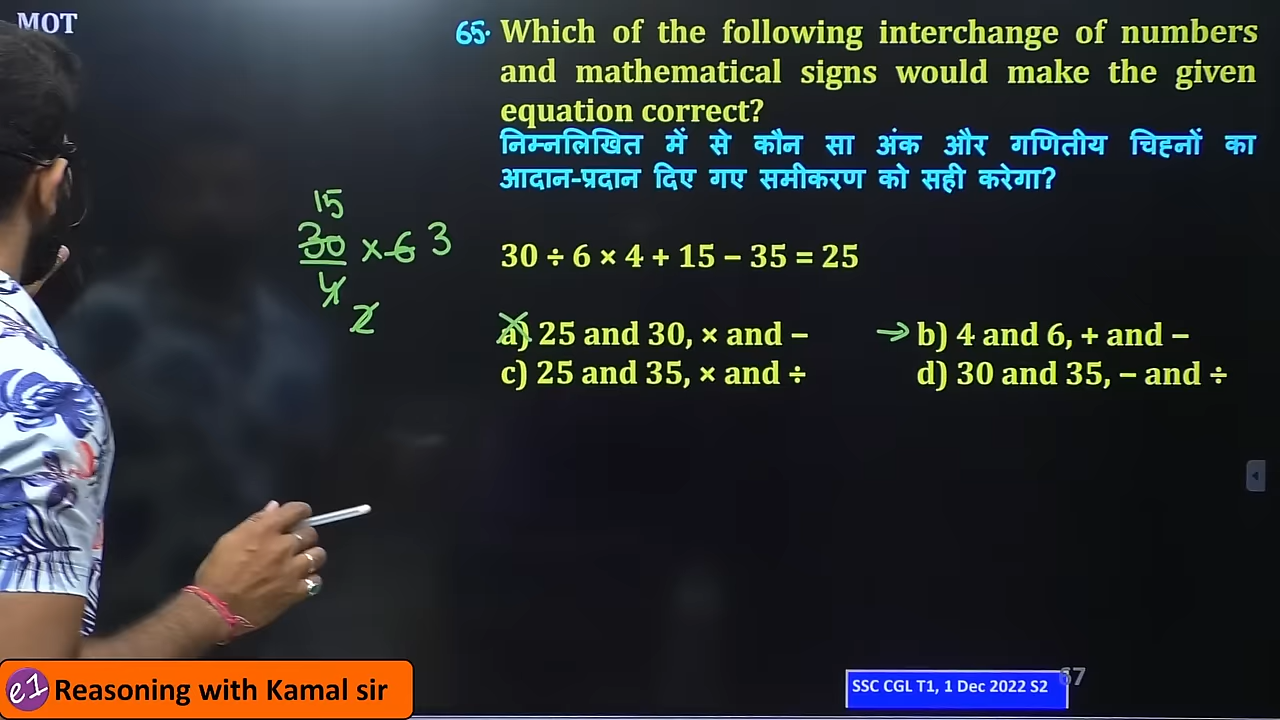 MOT
65. Which of the following interchange of numbers
and mathematical signs would make the given
equation correct?
निम्नलिखित में से कौन सा अंक और गणितीय चिह्नों का
आदान-प्रदान दिए गए समीकरण को सही करेगा?
15
30 × 6 3
4
2
30 ÷ 6 × 4 + 15 − 35 = 25
a) 25 and 30, × and −
→ b) 4 and 6, + and −
c) 25 and 35, × and ÷
d) 30 and 35, − and ÷
e1 Reasoning with Kamal sir
SSC CGL T1, 1 Dec 2022 S2
67